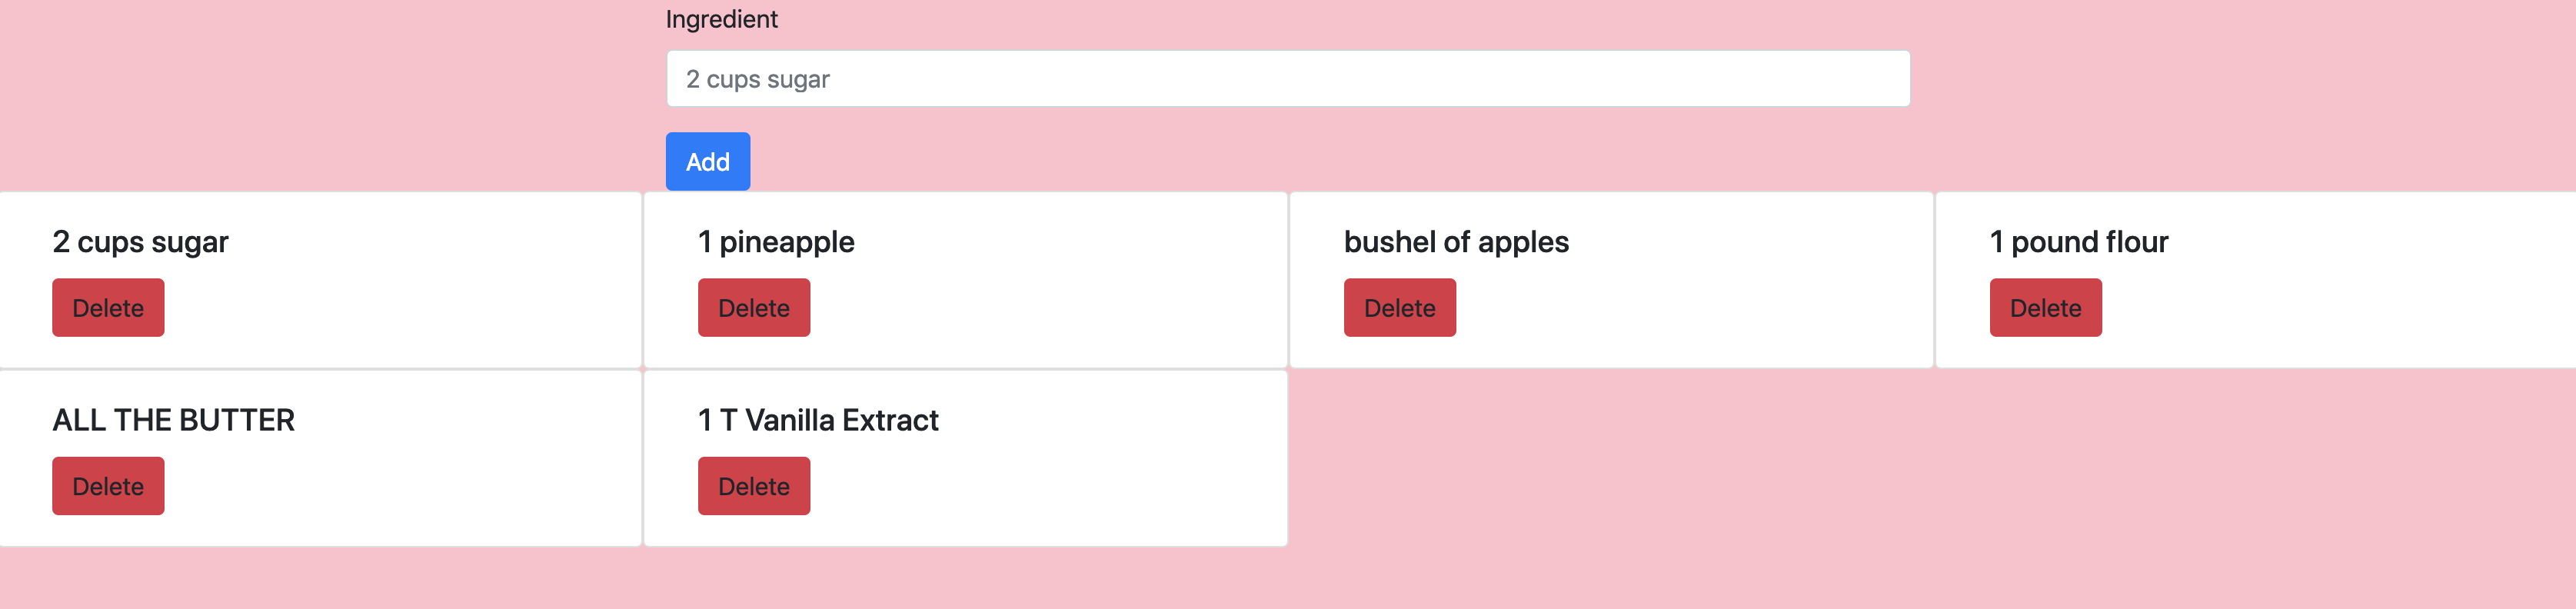 Ingredient
2 cups sugar
Add
2 cups sugar
1 pineapple
bushel of apples
1 pound flour
Delete
Delete
Delete
Delete
ALL THE BUTTER
1 T Vanilla Extract
Delete
Delete